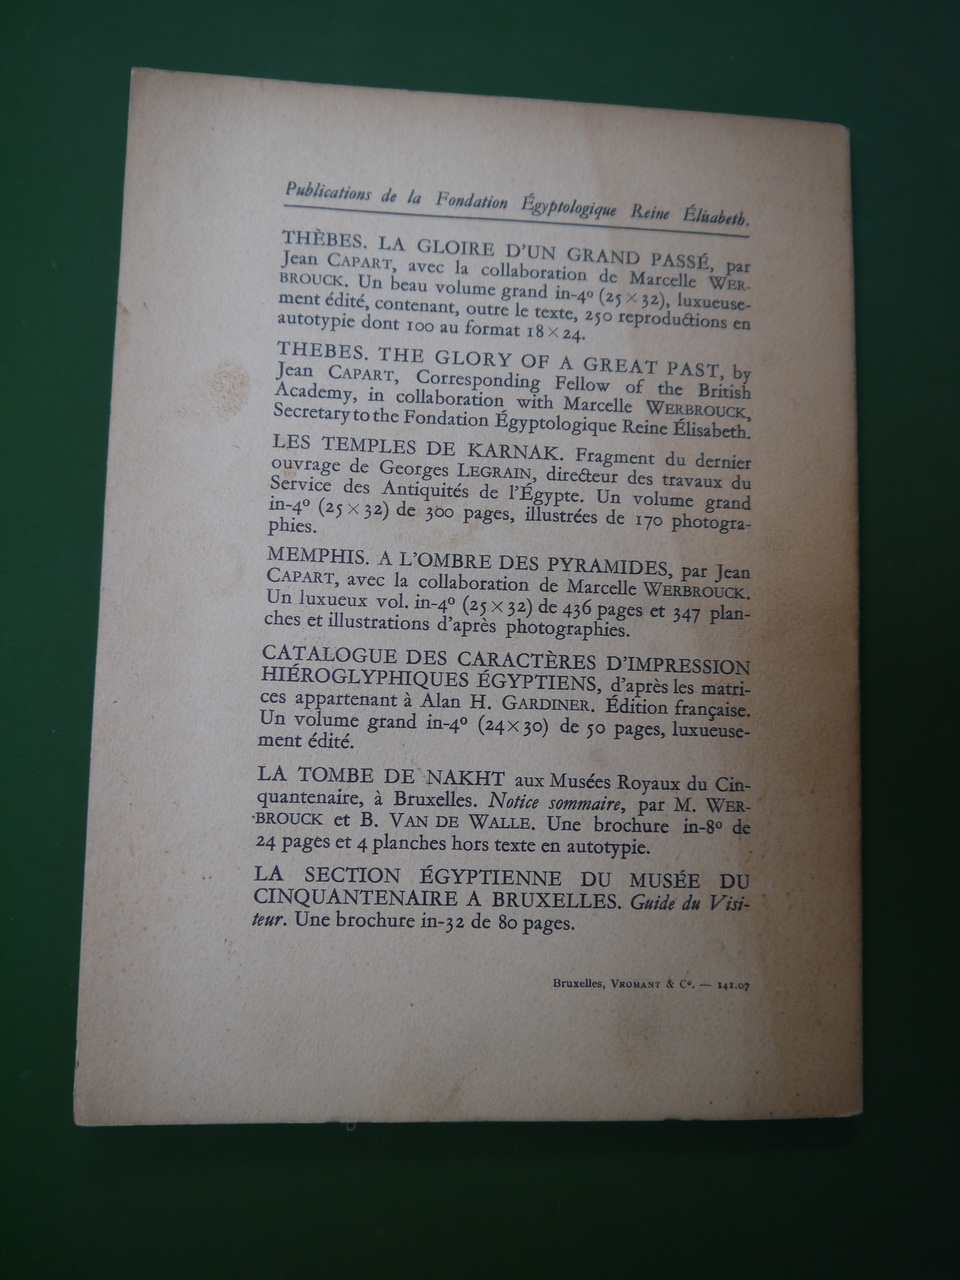 Publications de la Fondation Égyptologique Reine Élisabeth.
THÈBES. LA GLOIRE D'UN GRAND PASSÉ, par
Jean CAPART, avec la collaboration de Marcelle WER-
BROUCK. Un beau volume grand in-4º (25 × 32), luxueuse-
ment édité, contenant, outre le texte, 250 reproductions en
autotypie dont 100 au format 18 × 24.
THEBES. THE GLORY OF A GREAT PAST, by
Jean CAPART, Corresponding Fellow of the British
Academy, in collaboration with Marcelle WERBROUCK,
Secretary to the Fondation Égyptologique Reine Élisabeth.
LES TEMPLES DE KARNAK. Fragment du dernier
ouvrage de Georges LEGRAIN, directeur des travaux du
Service des Antiquités de l'Égypte. Un volume grand
in-4º (25 × 32) de 300 pages, illustrées de 170 photogra-
phies.
MEMPHIS. A L'OMBRE DES PYRAMIDES, par Jean
CAPART, avec la collaboration de Marcelle WERBROUCK.
Un luxueux vol. in-4º (25 × 32) de 436 pages et 347 plan-
ches et illustrations d'après photographies.
CATALOGUE DES CARACTÈRES D'IMPRESSION
HIÉROGLYPHIQUES ÉGYPTIENS, d'après les matri-
ces appartenant à Alan H. GARDINER. Édition française.
Un volume grand in-4º (24 × 30) de 50 pages, luxueuse-
ment édité.
LA TOMBE DE NAKHT aux Musées Royaux du Cin-
quantenaire, à Bruxelles. Notice sommaire, par M. WER-
BROUCK et B. VAN DE WALLE. Une brochure in-8º de
24 pages et 4 planches hors texte en autotypie.
LA SECTION ÉGYPTIENNE DU MUSÉE DU
CINQUANTENAIRE A BRUXELLES. Guide du Visi-
teur. Une brochure in-32 de 80 pages.
Bruxelles, VROMANT & Cº. — 141.07